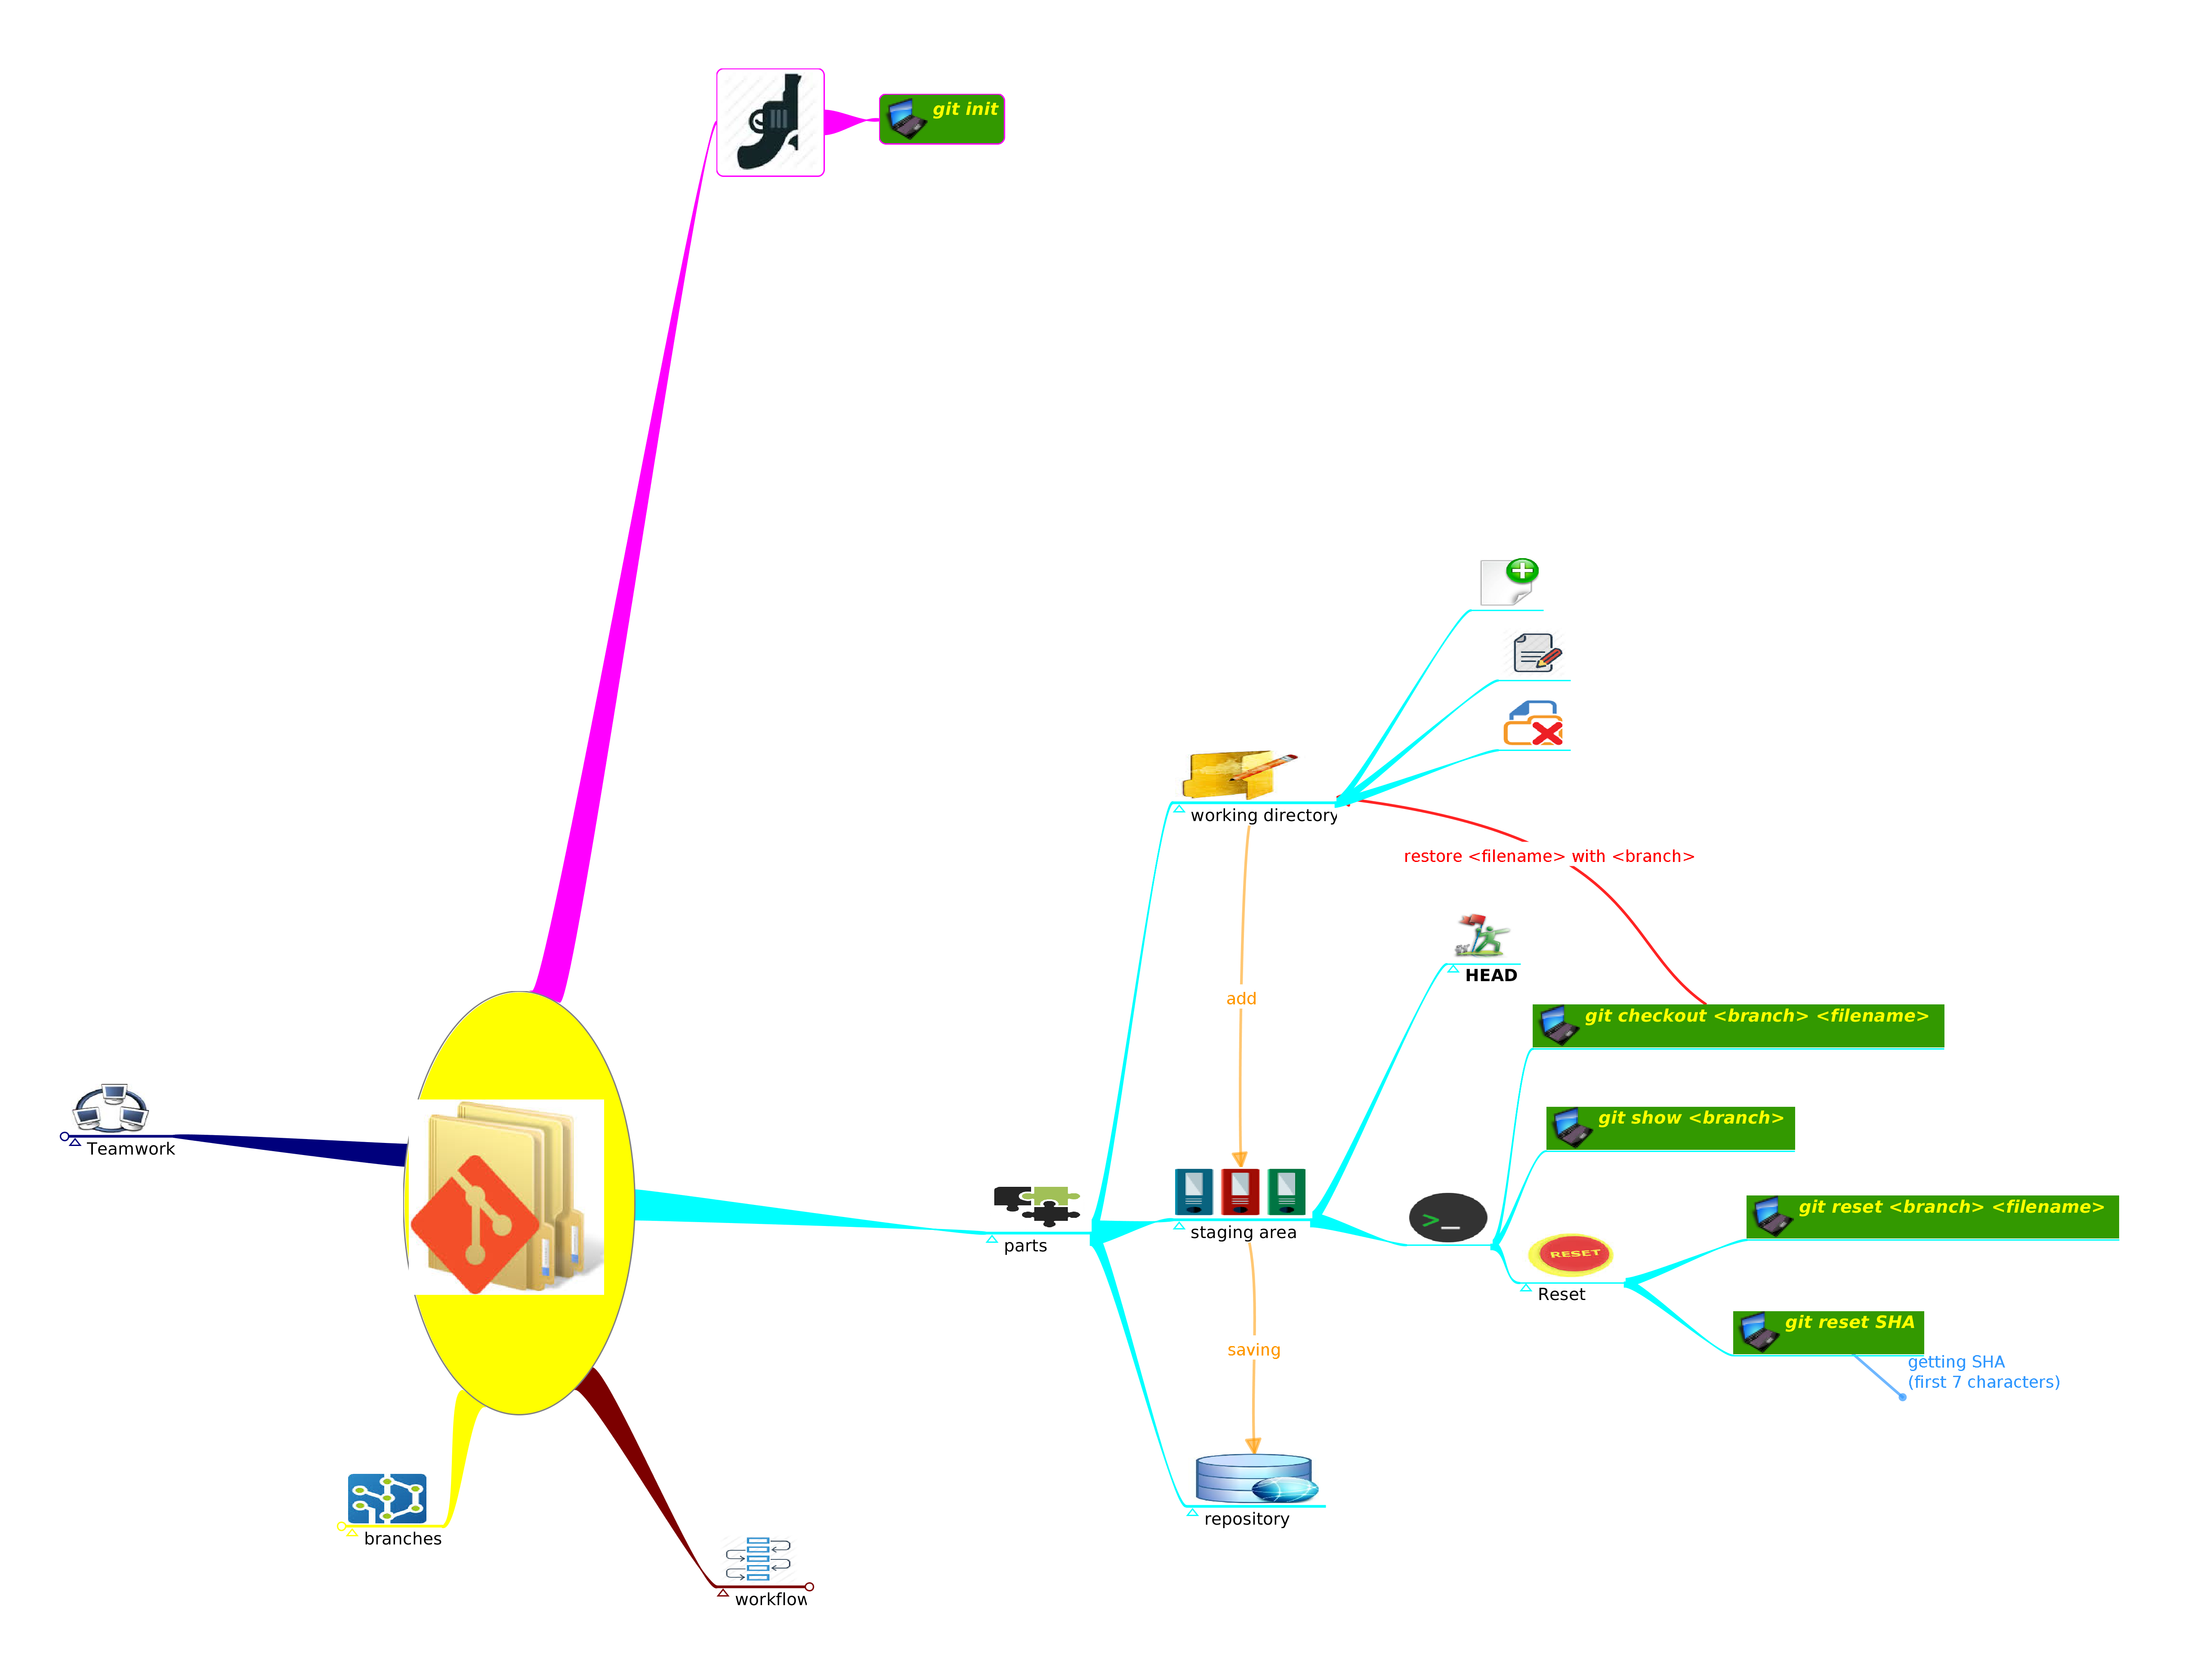 git init
working directory
restore <filename> with <branch>
add
HEAD
git checkout <branch> <filename>
git show <branch>
Teamwork
parts
staging area
>_
git reset <branch> <filename>
RESET
Reset
git reset SHA
getting SHA
(first 7 characters)
saving
repository
branches
workflow